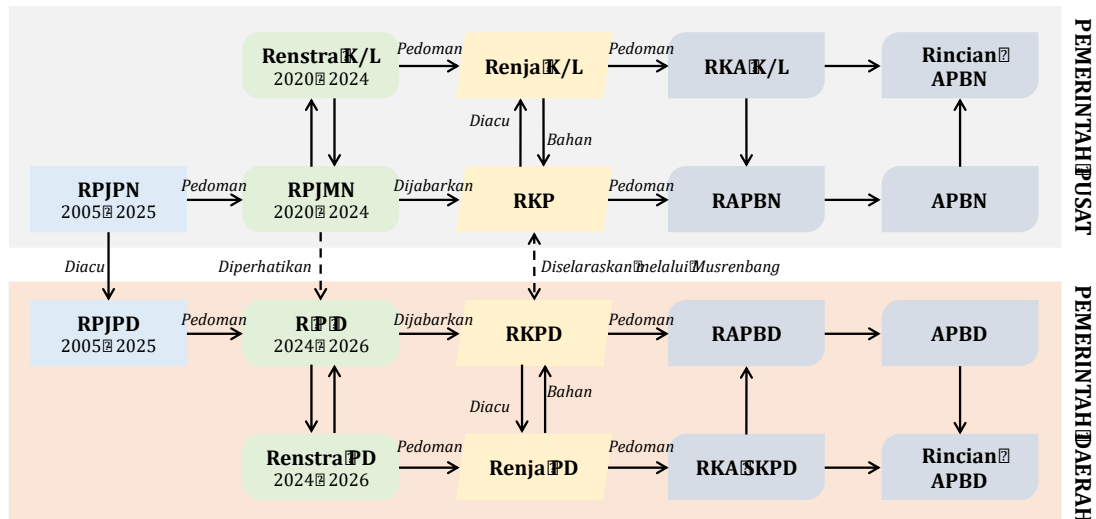 Renstra⍰K/L
2020⍰2024
Pedoman
Renja⍰K/L
Pedoman
RKA⍰K/L
Rincian⍰
APBN
Diacu
Bahan
RPJPN
2005⍰2025
Pedoman
RPJMN
2020⍰2024
Dijabarkan
RKP
Pedoman
RAPBN
APBN
PEMERINTAH⍰PUSAT
Diacu
Diperhatikan
Diselaraskan⍰melalui⍰Musrenbang
RPJPD
2005⍰2025
Pedoman
R⍰P⍰D
2024⍰2026
Dijabarkan
RKPD
Pedoman
RAPBD
APBD
Diacu
Bahan
Renstra⍰PD
2024⍰2026
Pedoman
Renja⍰PD
Pedoman
RKA⍰SKPD
Rincian⍰
APBD
PEMERINTAH⍰DAERAH